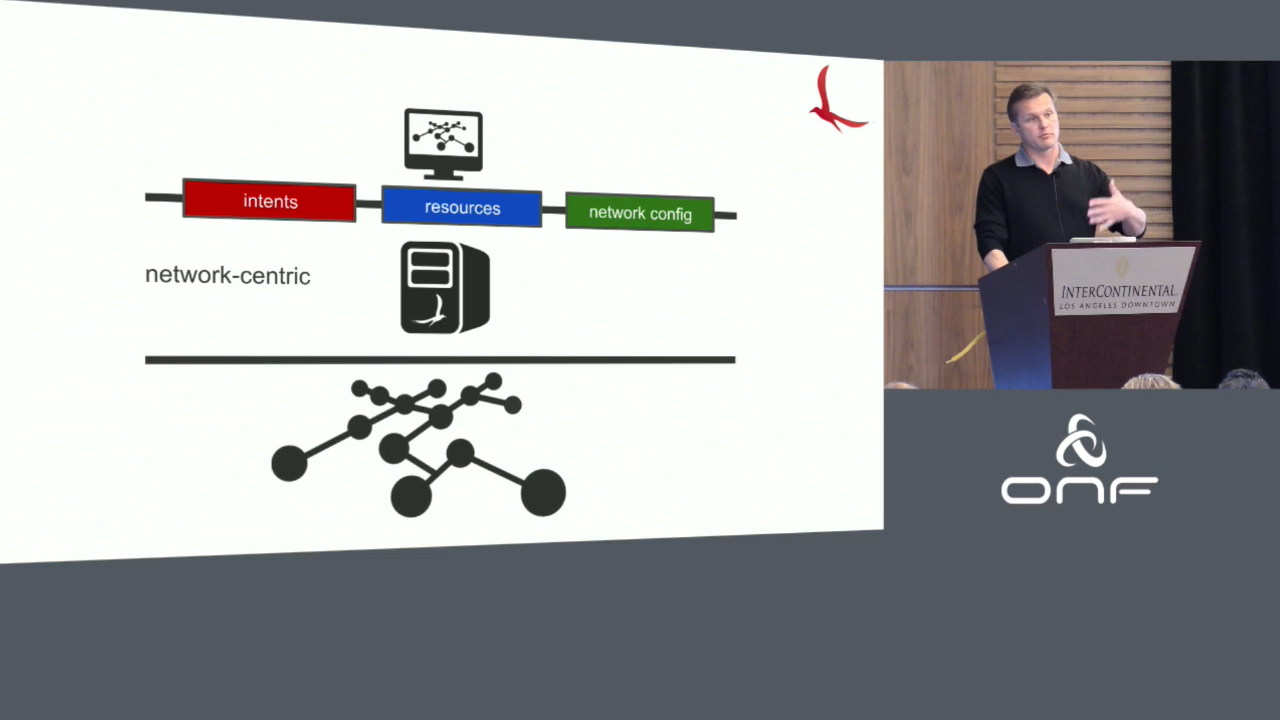 intents
resources
network config
network-centric
INTERCONTINENTAL
LOS ANGELES DOWNTOWN
ONF